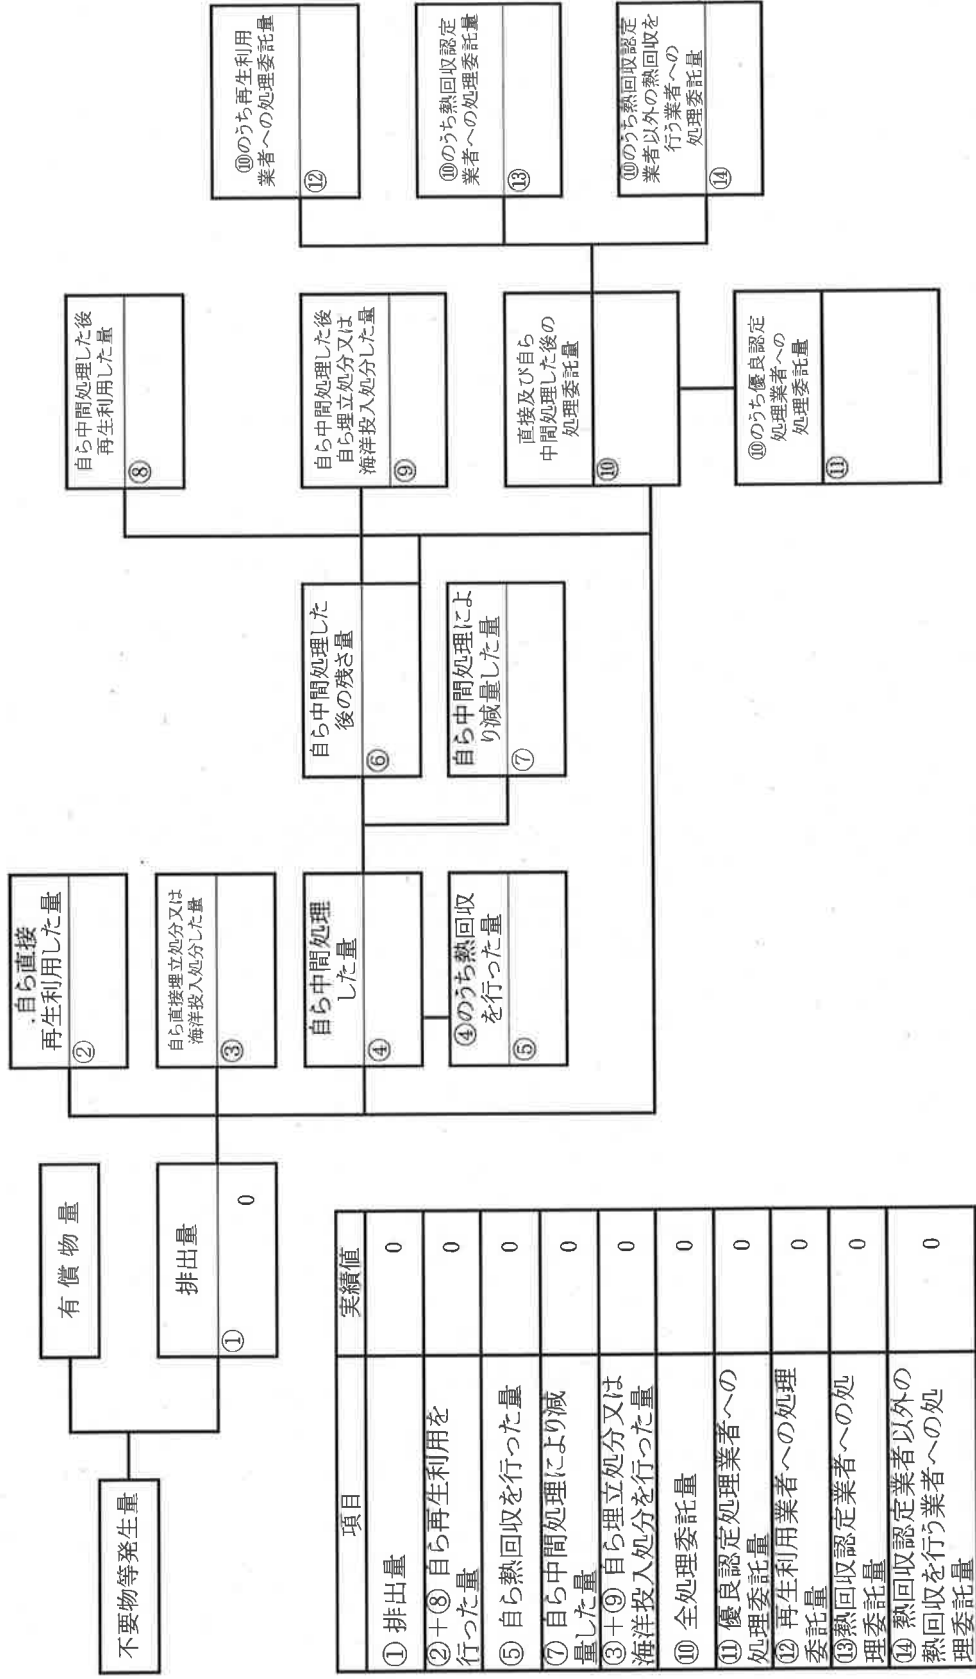 不要物等発生量
有償物量
排出量
①
0
.自ら直接
再生利用した量
②
自ら直接埋立処分又は
海洋投入処分した量
③
自ら中間処理
した量
④
④のうち熱回収
を行った量
⑤
自ら中間処理した
後の残さ量
⑥
自ら中間処理によ
り減量した量
⑦
自ら中間処理した後
再生利用した量
⑧
自ら中間処理した後
自ら埋立処分又は
海洋投入処分した量
⑨
直接及び自ら
中間処理した後の
処理委託量
⑩
⑩のうち優良認定
処理業者への
処理委託量
⑪
⑩のうち再生利用
業者への処理委託量
⑫
⑩のうち熱回収認定
業者への処理委託量
⑬
⑩のうち熱回収認定
業者以外の熱回収を
行う業者への
処理委託量
⑭
項目 実績値
① 排出量 0
②+⑧ 自ら再生利用を
行った量 0
⑤ 自ら熱回収を行った量 0
⑦ 自ら中間処理により減
量した量 0
③+⑨ 自ら埋立処分又は
海洋投入処分を行った量 0
⑩ 全処理委託量 0
⑪ 優良認定処理業者への
処理委託量 0
⑫ 再生利用業者への処理
委託量 0
⑬熱回収認定業者への処
理委託量 0
⑭ 熱回収認定業者以外の
熱回収を行う業者への処
理委託量 0